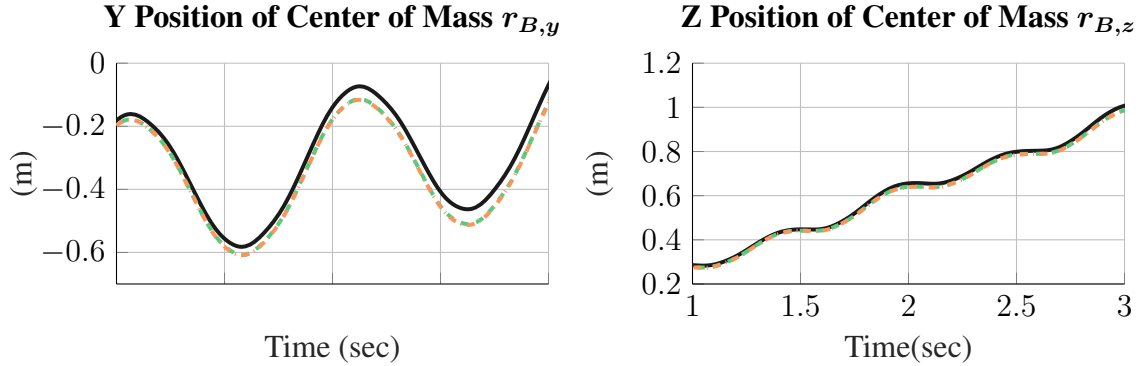 Y Position of Center of Mass r_{B,y}
0
−0.2
−0.4
−0.6
(m)
Time (sec)
Z Position of Center of Mass r_{B,z}
1.2
1
0.8
0.6
0.4
0.2
(m)
1 1.5 2 2.5 3
Time(sec)